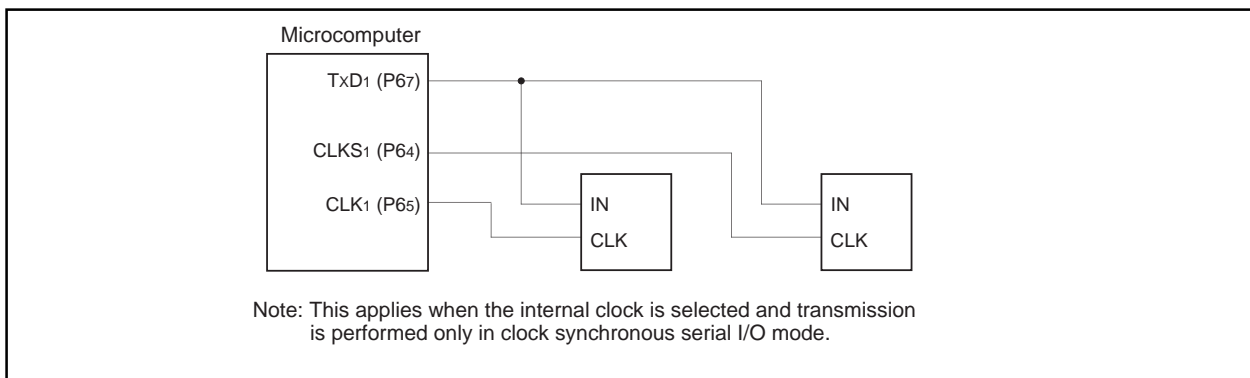 Microcomputer
TXD1 (P67)
CLKS1 (P64)
CLK1 (P65)
IN
CLK
IN
CLK
Note: This applies when the internal clock is selected and transmission
is performed only in clock synchronous serial I/O mode.